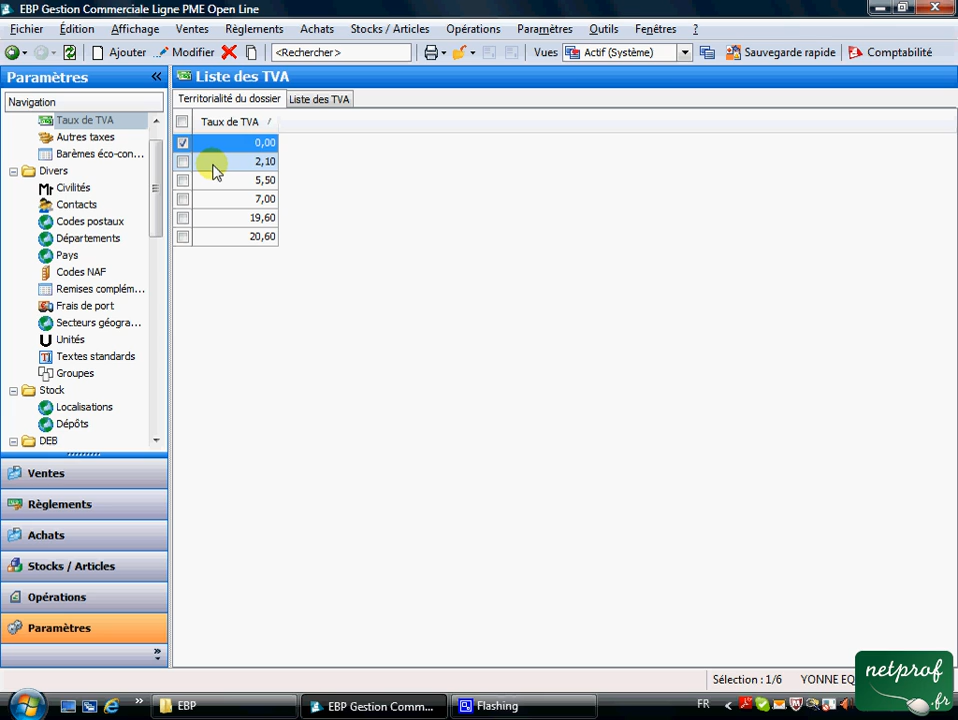 EBP Gestion Commerciale Ligne PME Open Line
Fichier Édition Affichage Ventes Règlements Achats Stocks / Articles Opérations Paramètres Outils Fenêtres ?
Ajouter Modifier <Rechercher> Vues Actif (Système) Sauvegarde rapide Comptabilité
Paramètres
Liste des TVA
Navigation
Territorialité du dossier Liste des TVA
Taux de TVA
Autres taxes
Barèmes éco-con...
Divers
Civilités
Contacts
Codes postaux
Départements
Pays
Codes NAF
Remises complém...
Frais de port
Secteurs géogra...
Unités
Textes standards
Groupes
Stock
Localisations
Dépôts
DEB
Taux de TVA
0,00
2,10
5,50
7,00
19,60
20,60
Ventes
Règlements
Achats
Stocks / Articles
Opérations
Paramètres
Sélection : 1/6 YONNE EQ
netprof
.fr
EBP EBP Gestion Comm... Flashing FR